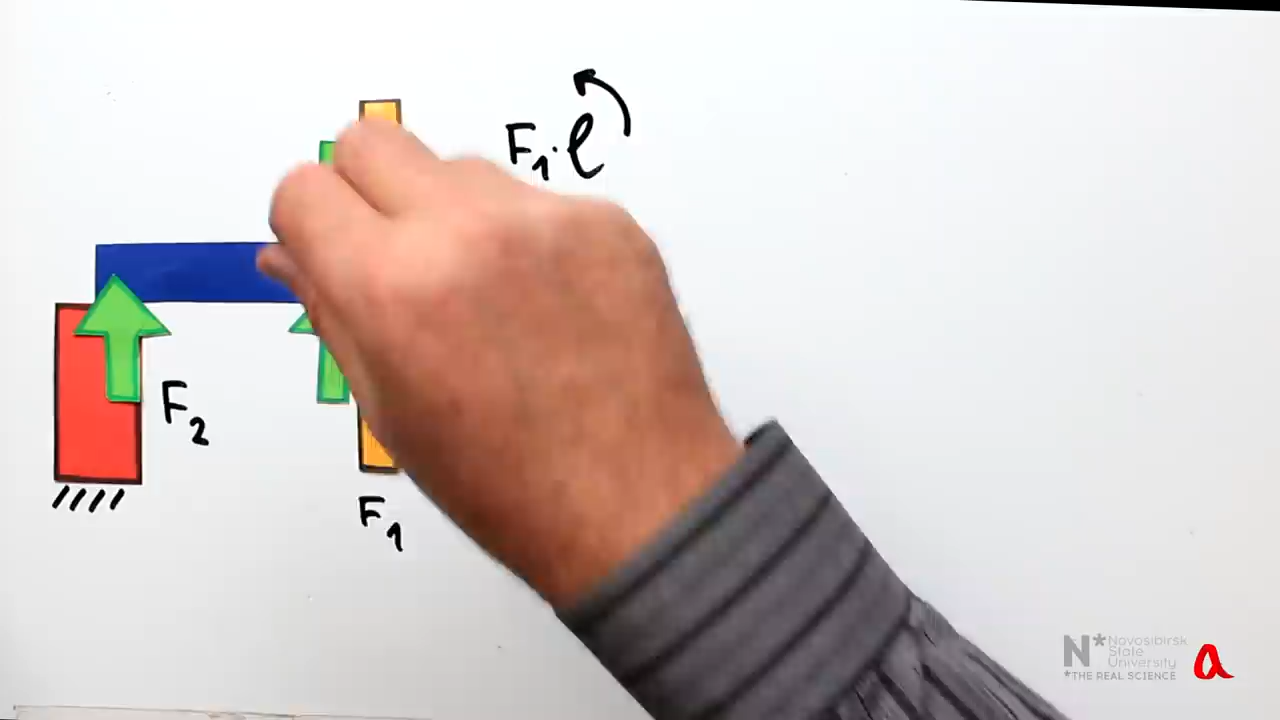 F₁·ℓ
F₂
F₁
N* Novosibirsk
State
University
*THE REAL SCIENCE
a